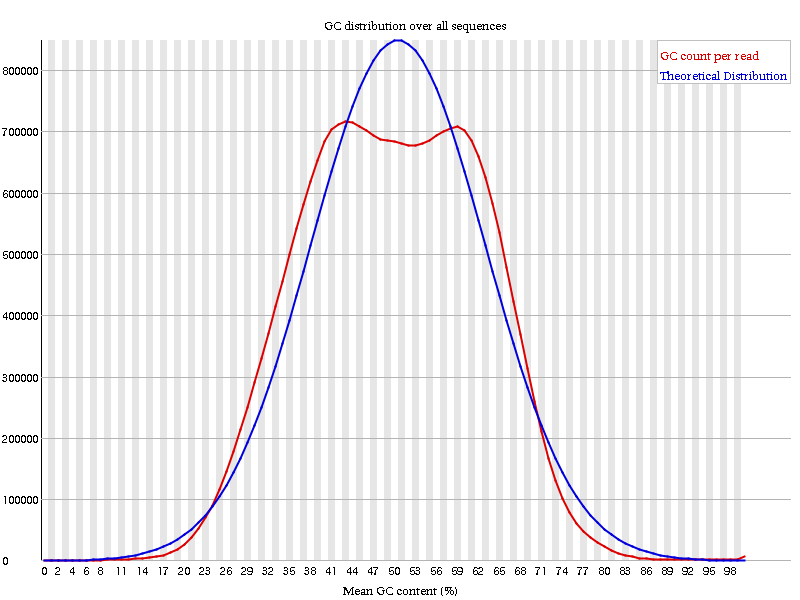 GC distribution over all sequences
GC count per read
Theoretical Distribution
800000
700000
600000
500000
400000
300000
200000
100000
0
0 2 4 6 8 11 14 17 20 23 26 29 32 35 38 41 44 47 50 53 56 59 62 65 68 71 74 77 80 83 86 89 92 95 98
Mean GC content (%)